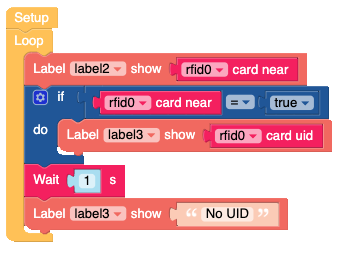 Setup
Loop
Label label2 show rfid0 card near
if rfid0 card near = true
do Label label3 show rfid0 card uid
Wait 1 s
Label label3 show “ No UID ”